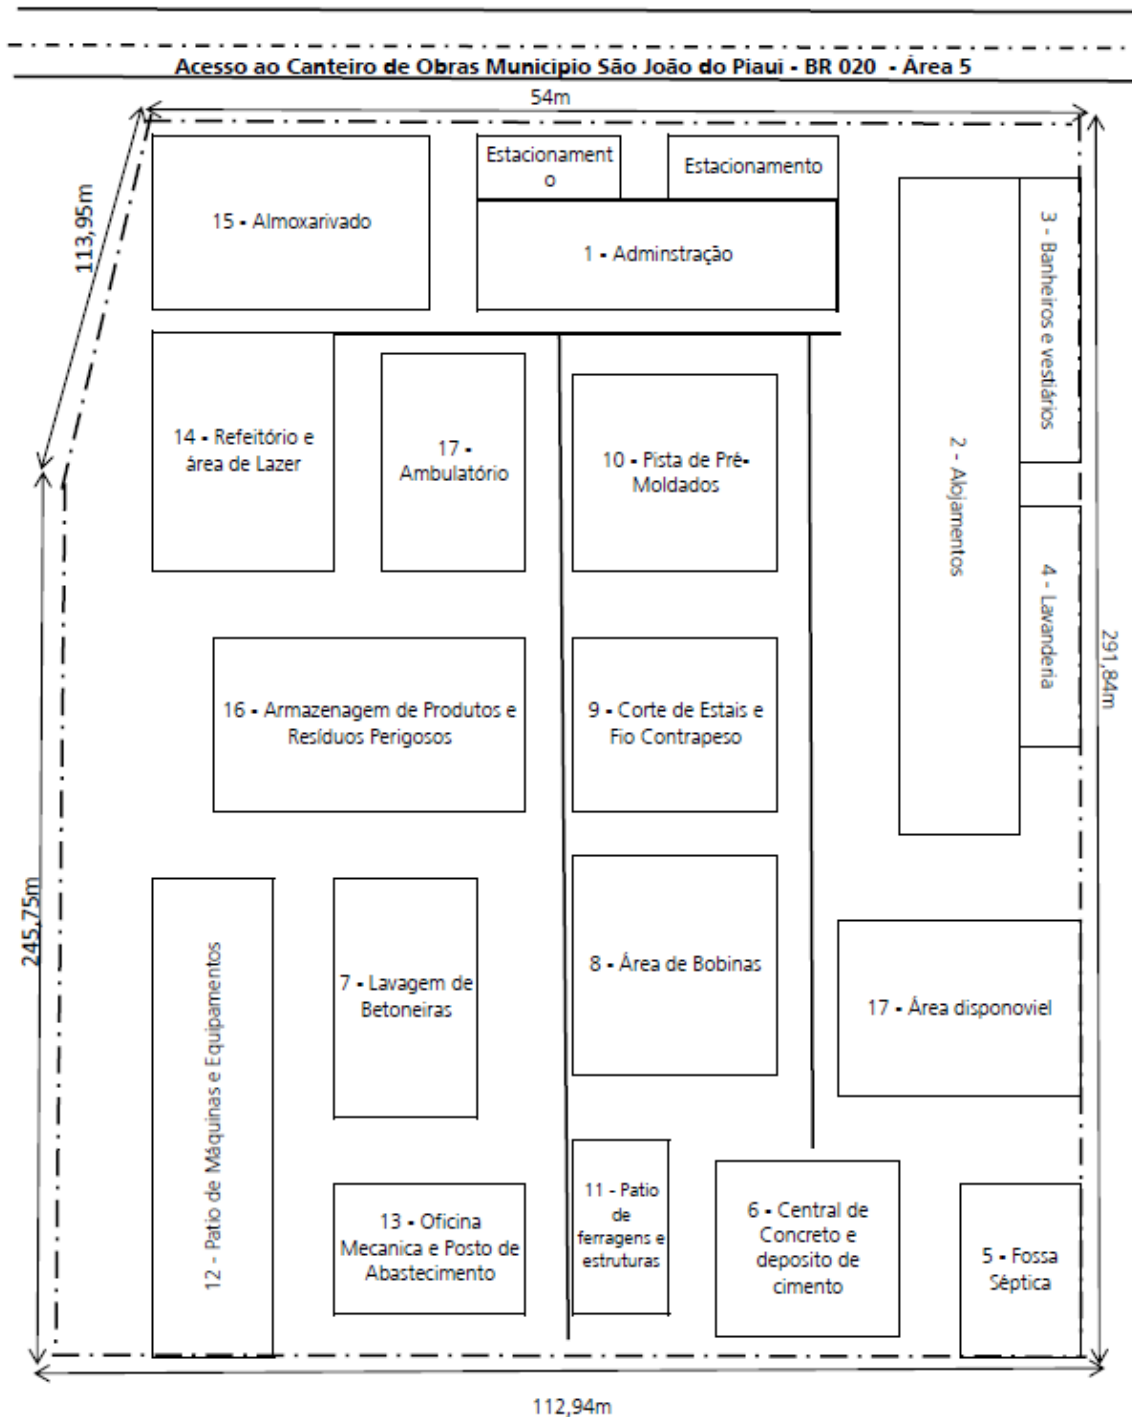 Acesso ao Canteiro de Obras Municipio São João do Piaui - BR 020 - Área 5
54m
113,95m
Estacionament
o
Estacionamento
15 - Almoxarivado
1 - Adminstração
3 - Banheiros e vestiários
14 - Refeitório e
área de Lazer
17 -
Ambulatório
10 - Pista de Pré-
Moldados
2 - Alojamentos
4 - Lavanderia
291,84m
16 - Armazenagem de Produtos e
Resíduos Perigosos
9 - Corte de Estais e
Fio Contrapeso
245,75m
12 - Patio de Máquinas e Equipamentos
7 - Lavagem de
Betoneiras
8 - Área de Bobinas
17 - Área disponoviel
13 - Oficina
Mecanica e Posto de
Abastecimento
11 - Patio
de
ferragens e
estruturas
6 - Central de
Concreto e
deposito de
cimento
5 - Fossa
Séptica
112,94m